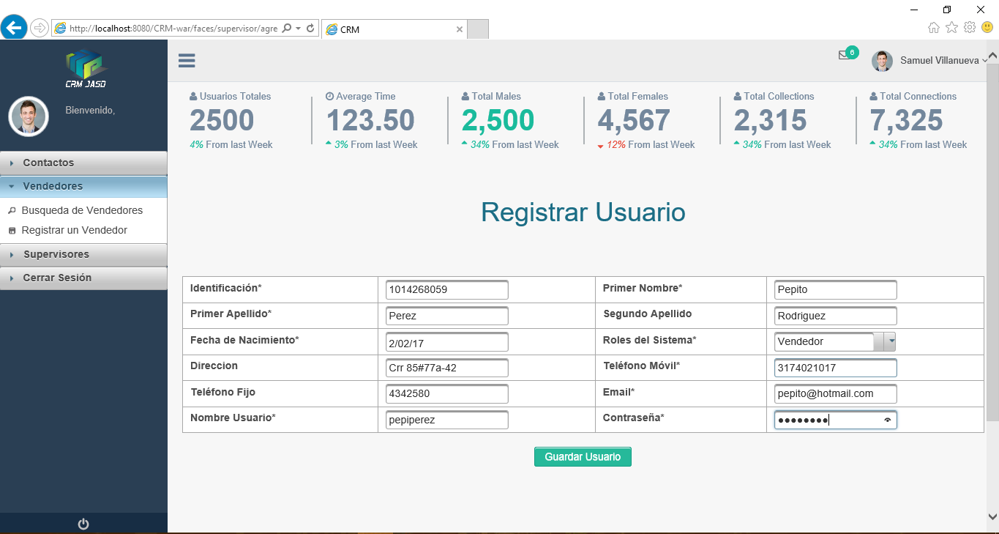 http://localhost:8080/CRM-war/faces/supervisor/agre
CRM
CRM JASD
Bienvenido,
6
Samuel Villanueva
Usuarios Totales
2500
4% From last Week
Average Time
123.50
3% From last Week
Total Males
2,500
34% From last Week
Total Females
4,567
12% From last Week
Total Collections
2,315
34% From last Week
Total Connections
7,325
34% From last Week
Contactos
Vendedores
Busqueda de Vendedores
Registrar un Vendedor
Supervisores
Cerrar Sesión
Registrar Usuario
Identificación* 1014268059 Primer Nombre* Pepito
Primer Apellido* Perez Segundo Apellido Rodriguez
Fecha de Nacimiento* 2/02/17 Roles del Sistema* Vendedor
Direccion Crr 85#77a-42 Teléfono Móvil* 3174021017
Teléfono Fijo 4342580 Email* pepito@hotmail.com
Nombre Usuario* pepiperez Contraseña* ●●●●●●●●
Guardar Usuario